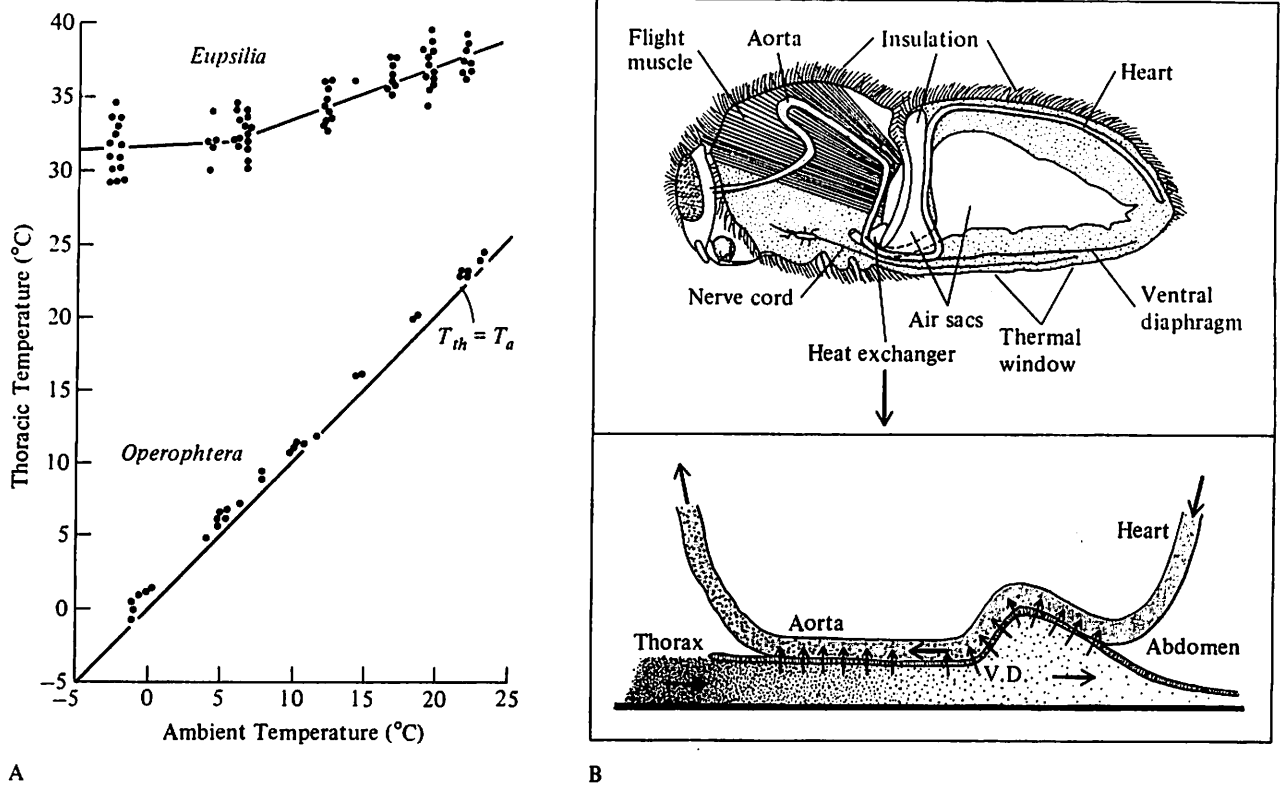 40
35
30
25
20
15
10
5
0
−5
Thoracic Temperature (°C)
Eupsilia
Operophtera
T_th = T_a
−5
0
5
10
15
20
25
Ambient Temperature (°C)
A
Flight
muscle
Aorta
Insulation
Heart
Nerve cord
Air sacs
Thermal
window
Ventral
diaphragm
Heat exchanger
Heart
Aorta
Thorax
Abdomen
V.D.
B